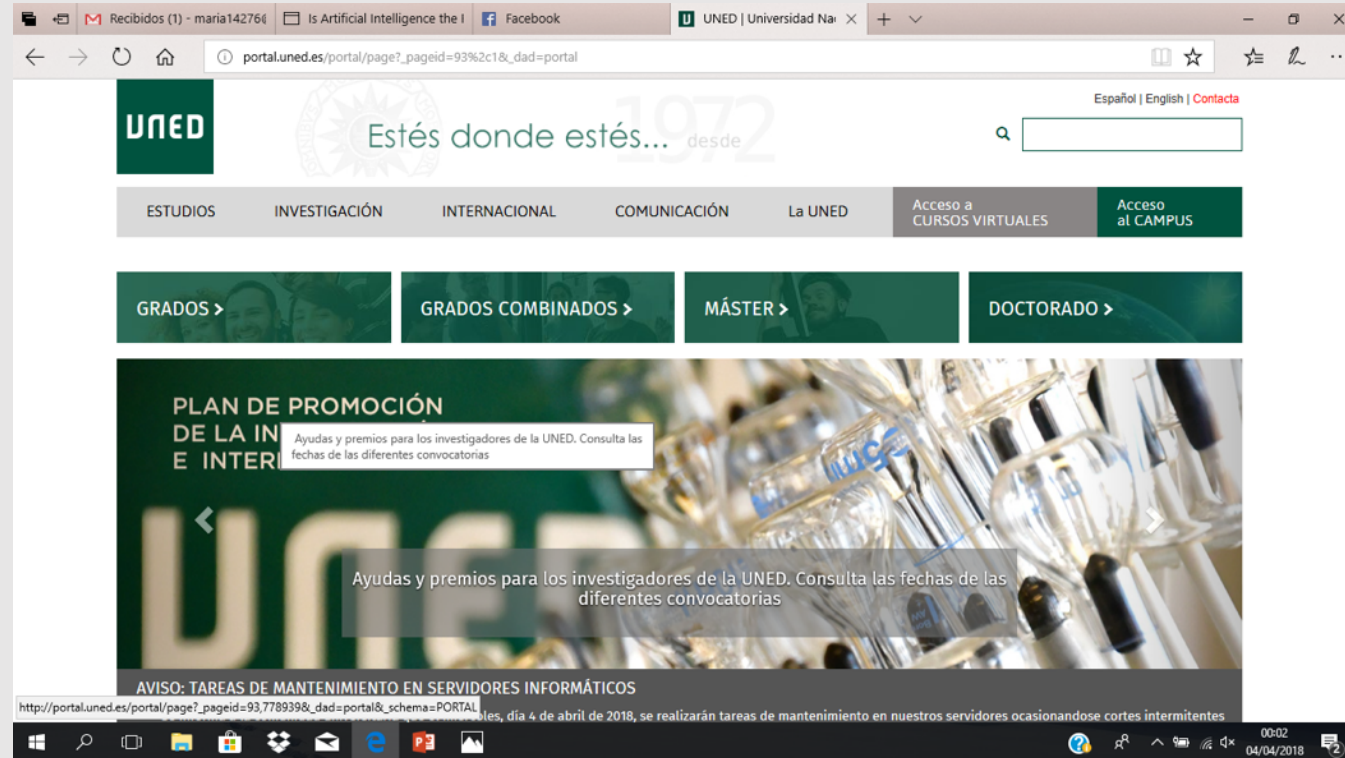 Recibidos (1) - maria142766
Is Artificial Intelligence the I
Facebook
UNED | Universidad Na
portal.uned.es/portal/page?_pageid=93%2c1&_dad=portal
Español | English | Contacta
UNED
Estés donde estés... desde 1972
ESTUDIOS
INVESTIGACIÓN
INTERNACIONAL
COMUNICACIÓN
La UNED
Acceso a
CURSOS VIRTUALES
Acceso
al CAMPUS
GRADOS >
GRADOS COMBINADOS >
MÁSTER >
DOCTORADO >
PLAN DE PROMOCIÓN
DE LA IN
E INTER
Ayudas y premios para los investigadores de la UNED. Consulta las
fechas de las diferentes convocatorias
UNED
Ayudas y premios para los investigadores de la UNED. Consulta las fechas de las
diferentes convocatorias
AVISO: TAREAS DE MANTENIMIENTO EN SERVIDORES INFORMÁTICOS
http://portal.uned.es/portal/page?_pageid=93,778939&_dad=portal&_schema=PORTAL
día 4 de abril de 2018, se realizarán tareas de mantenimiento en nuestros servidores ocasionandose cortes intermitentes
00:02
04/04/2018
2